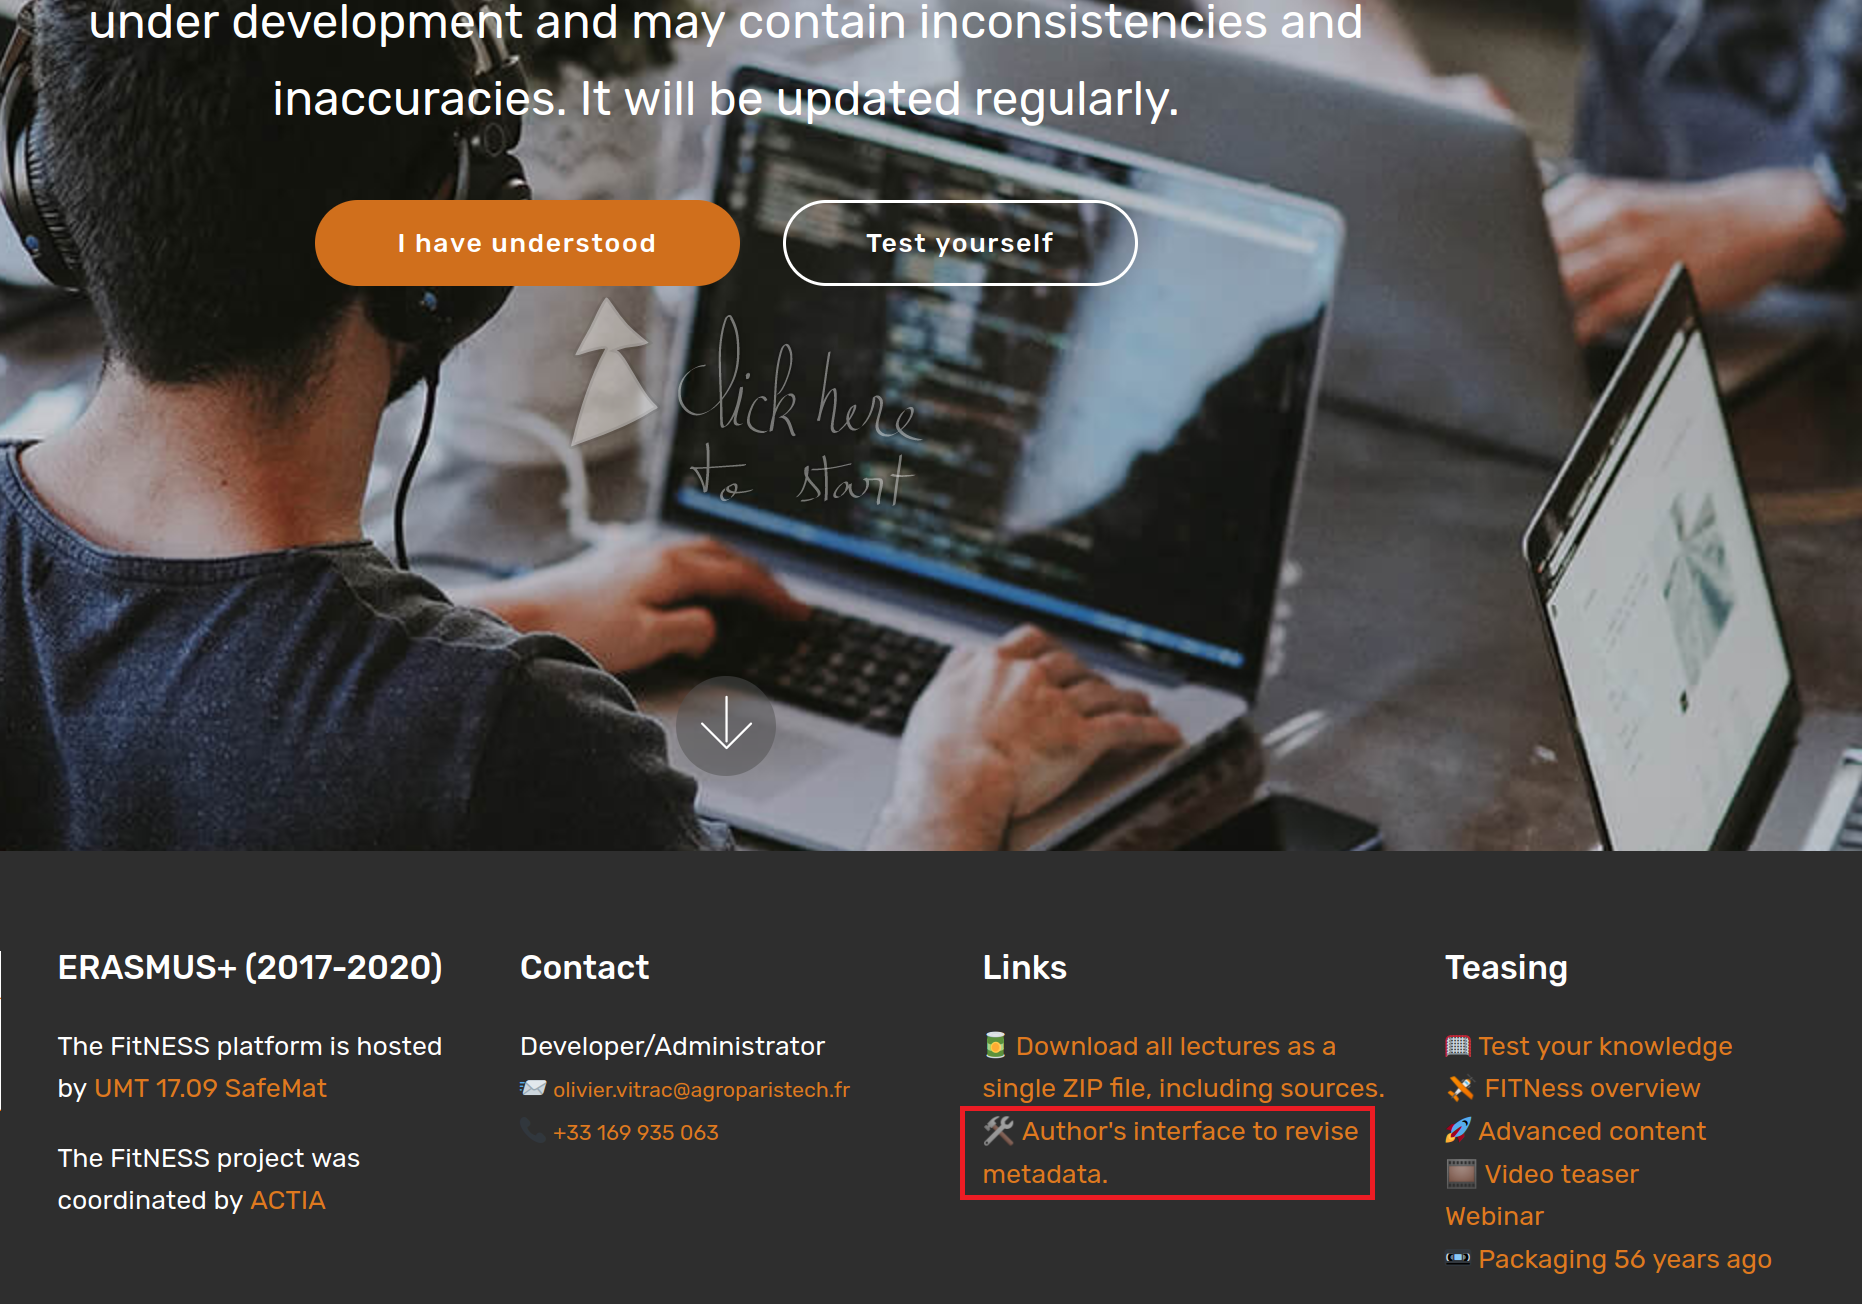 under development and may contain inconsistencies and
inaccuracies. It will be updated regularly.
I have understood
Test yourself
Click here
to start
ERASMUS+ (2017-2020)
The FitNESS platform is hosted
by UMT 17.09 SafeMat
The FitNESS project was
coordinated by ACTIA
Contact
Developer/Administrator
olivier.vitrac@agroparistech.fr
+33 169 935 063
Links
Download all lectures as a
single ZIP file, including sources.
Author's interface to revise
metadata.
Teasing
Test your knowledge
FITNess overview
Advanced content
Video teaser
Webinar
Packaging 56 years ago